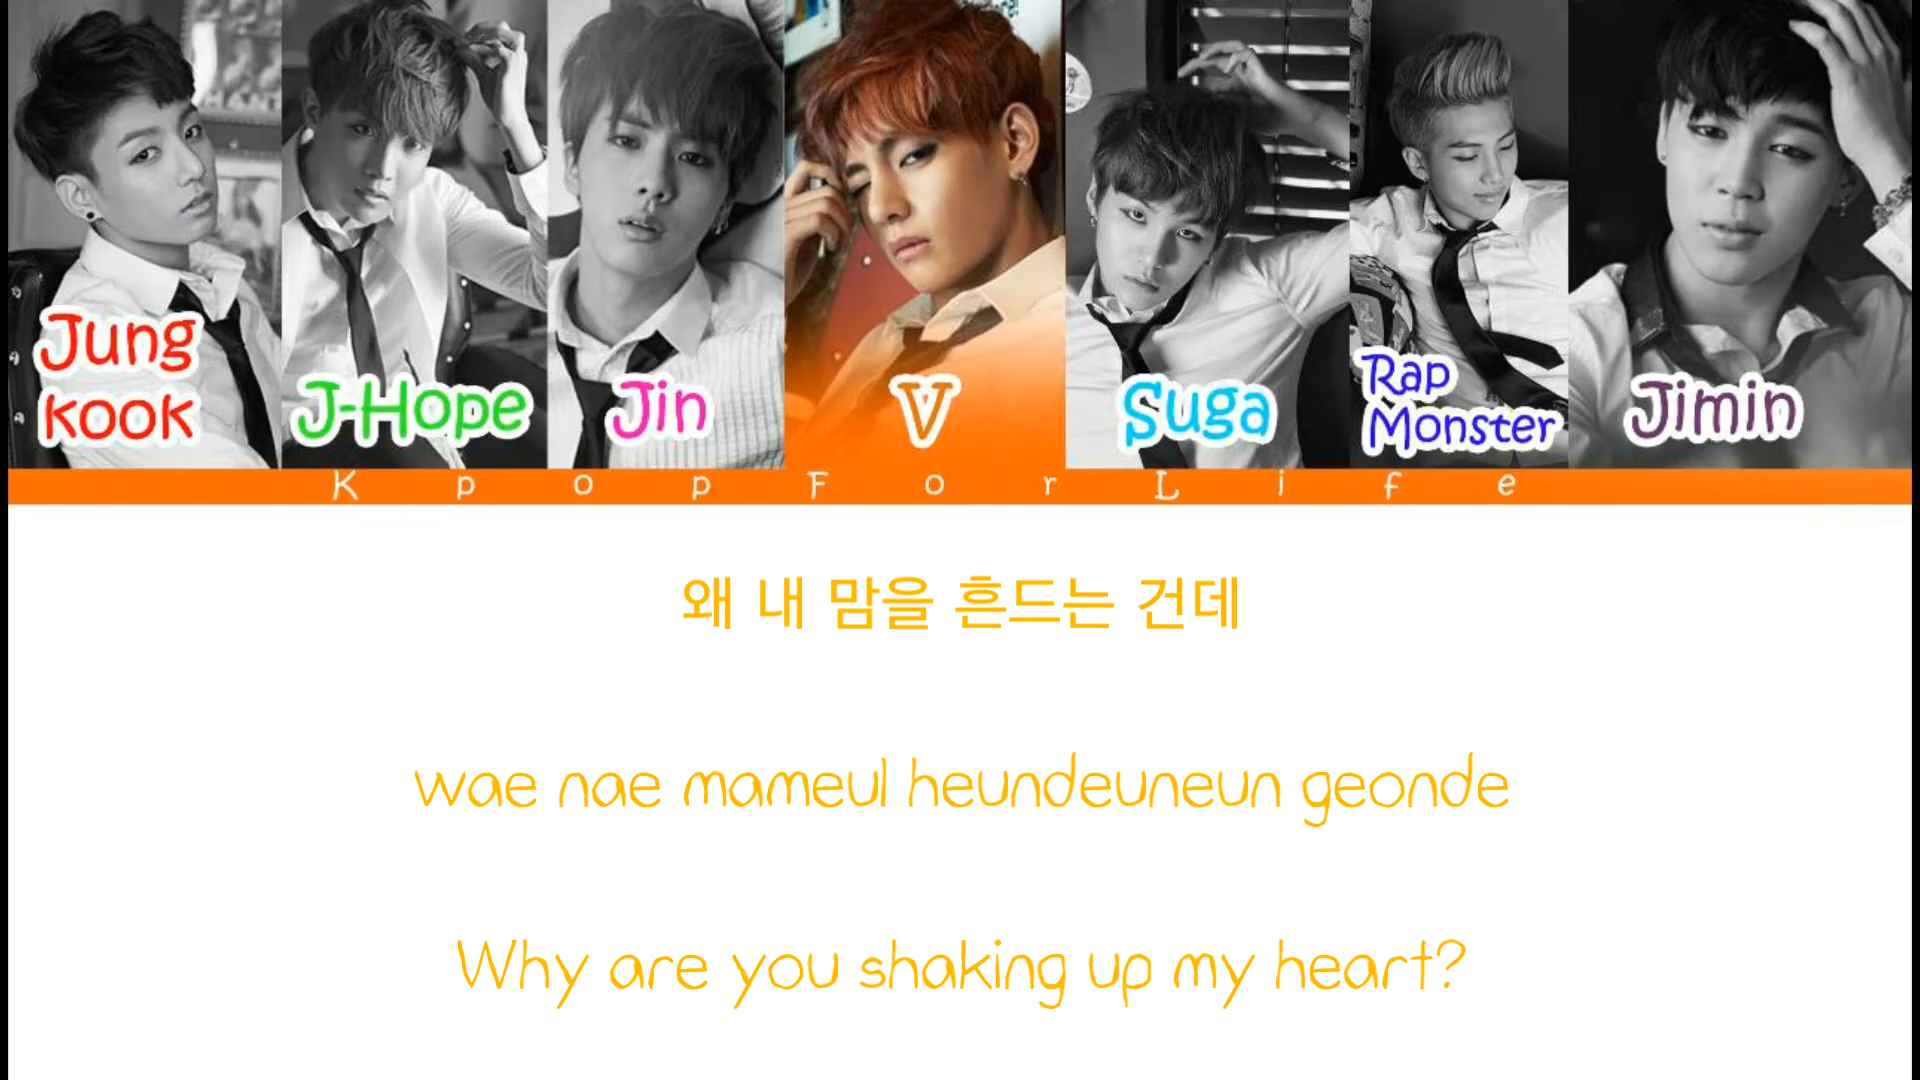 Jung
Kook
J-Hope
Jin
V
Suga
Rap
Monster
Jimin
K p o p F o r L i f e
왜 내 맘을 흔드는 건데
wae nae mameul heundeuneun geonde
Why are you shaking up my heart?